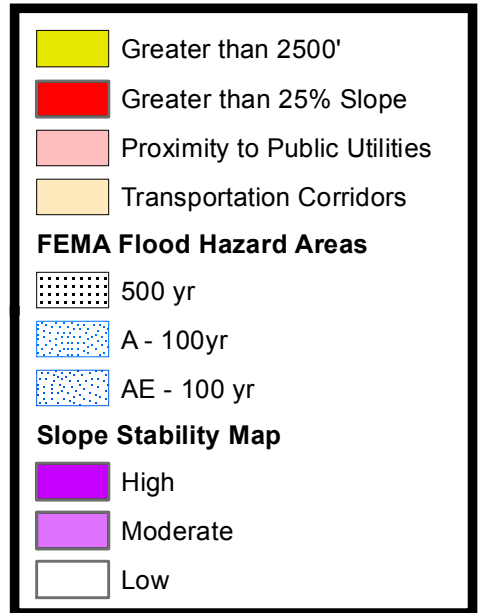 Greater than 2500'
Greater than 25% Slope
Proximity to Public Utilities
Transportation Corridors
FEMA Flood Hazard Areas
500 yr
A - 100yr
AE - 100 yr
Slope Stability Map
High
Moderate
Low